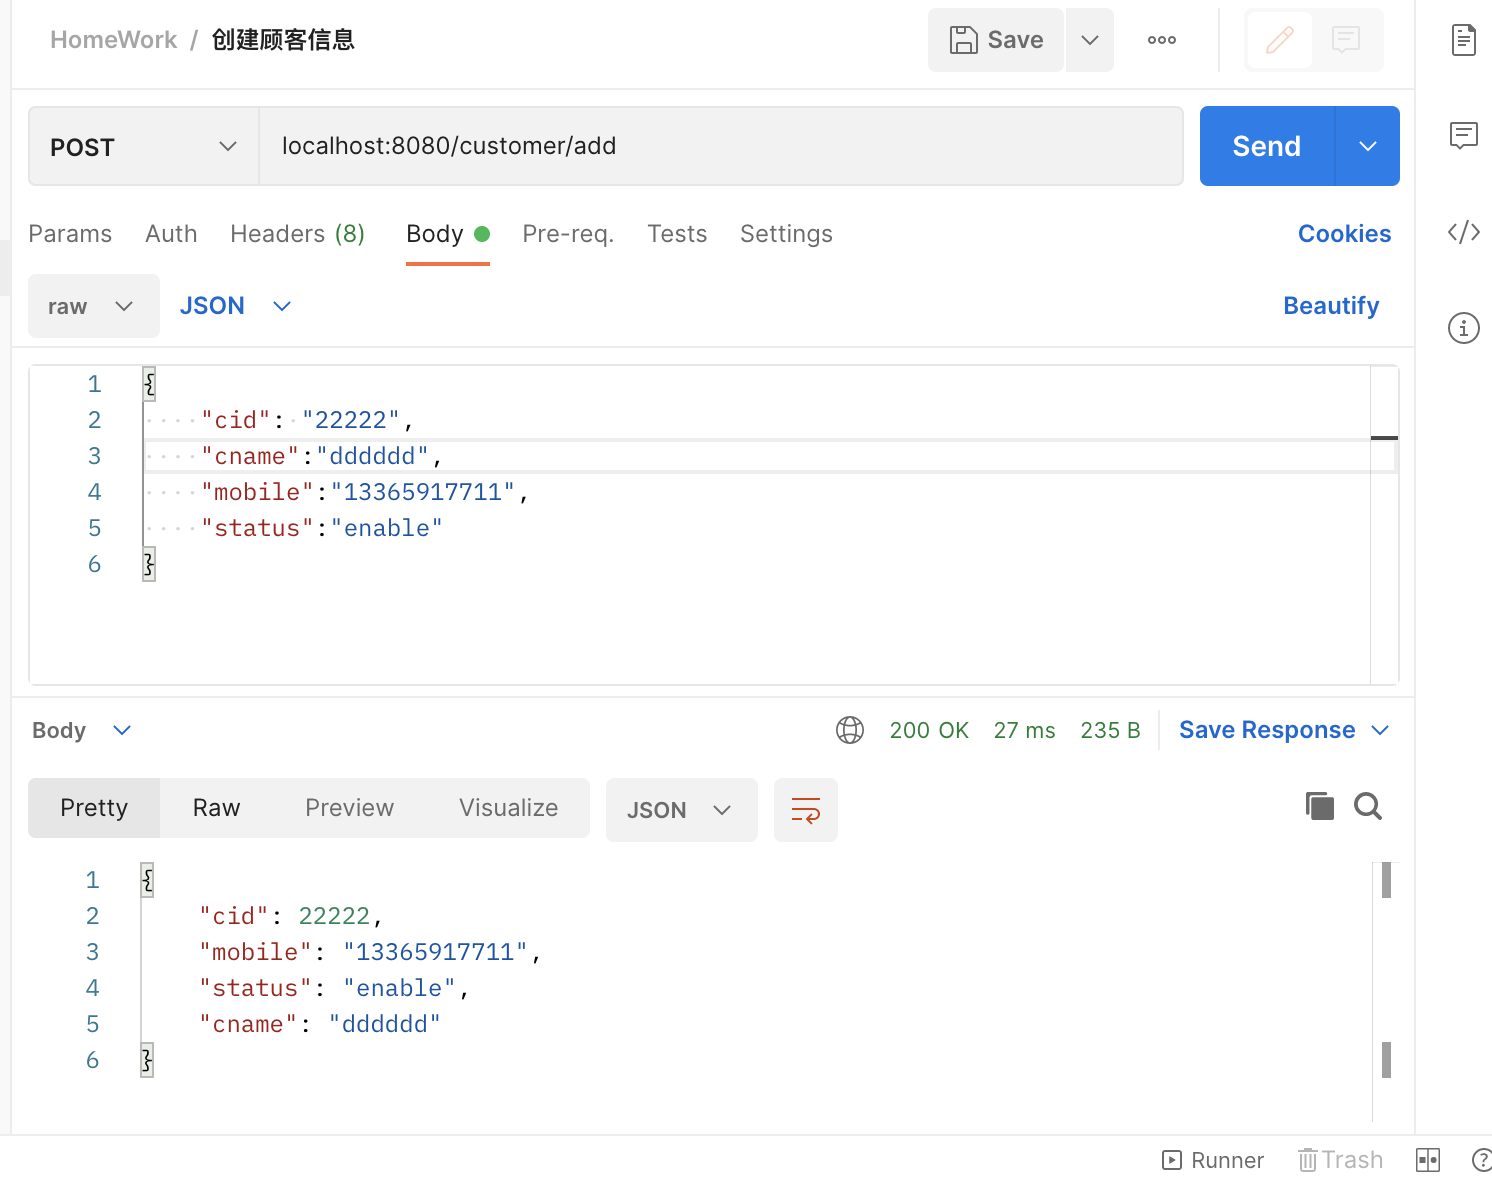 HomeWork / 创建顾客信息 Save
POST localhost:8080/customer/add Send
Params Auth Headers (8) Body Pre-req. Tests Settings Cookies
raw JSON Beautify
1 {
2 "cid": "22222",
3 "cname":"dddddd",
4 "mobile":"13365917711",
5 "status":"enable"
6 }
Body 200 OK 27 ms 235 B Save Response
Pretty Raw Preview Visualize JSON
1 {
2 "cid": 22222,
3 "mobile": "13365917711",
4 "status": "enable",
5 "cname": "dddddd"
6 }
Runner Trash